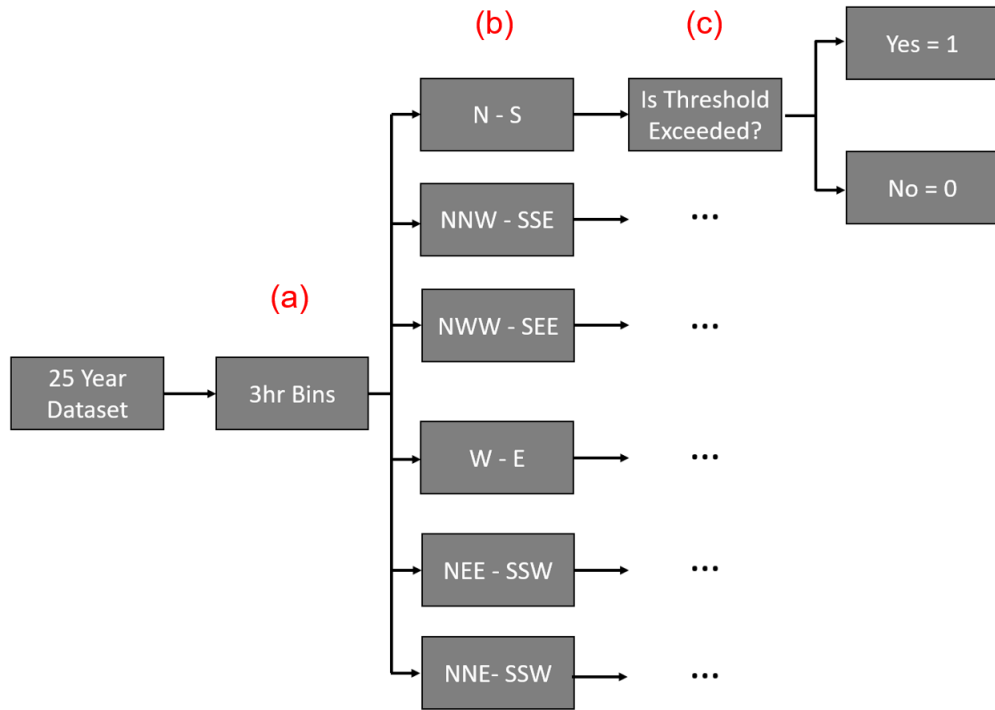 (a)
(b)
(c)
25 Year
Dataset
3hr Bins
N - S
NNW - SSE
NWW - SEE
W - E
NEE - SSW
NNE- SSW
Is Threshold
Exceeded?
...
...
...
...
...
Yes = 1
No = 0